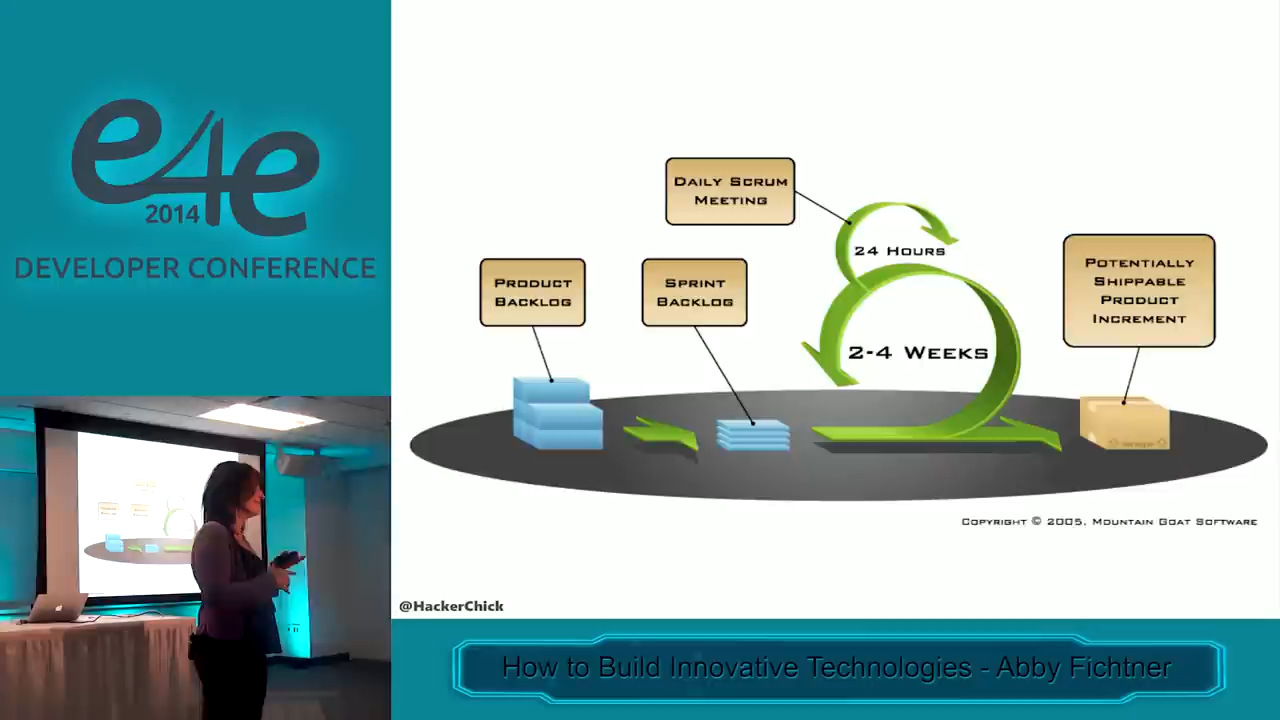 e4e
2014
DEVELOPER CONFERENCE
DAILY SCRUM
MEETING
24 HOURS
PRODUCT
BACKLOG
SPRINT
BACKLOG
POTENTIALLY
SHIPPABLE
PRODUCT
INCREMENT
2-4 WEEKS
COPYRIGHT © 2005, MOUNTAIN GOAT SOFTWARE
@HackerChick
How to Build Innovative Technologies - Abby Fichtner